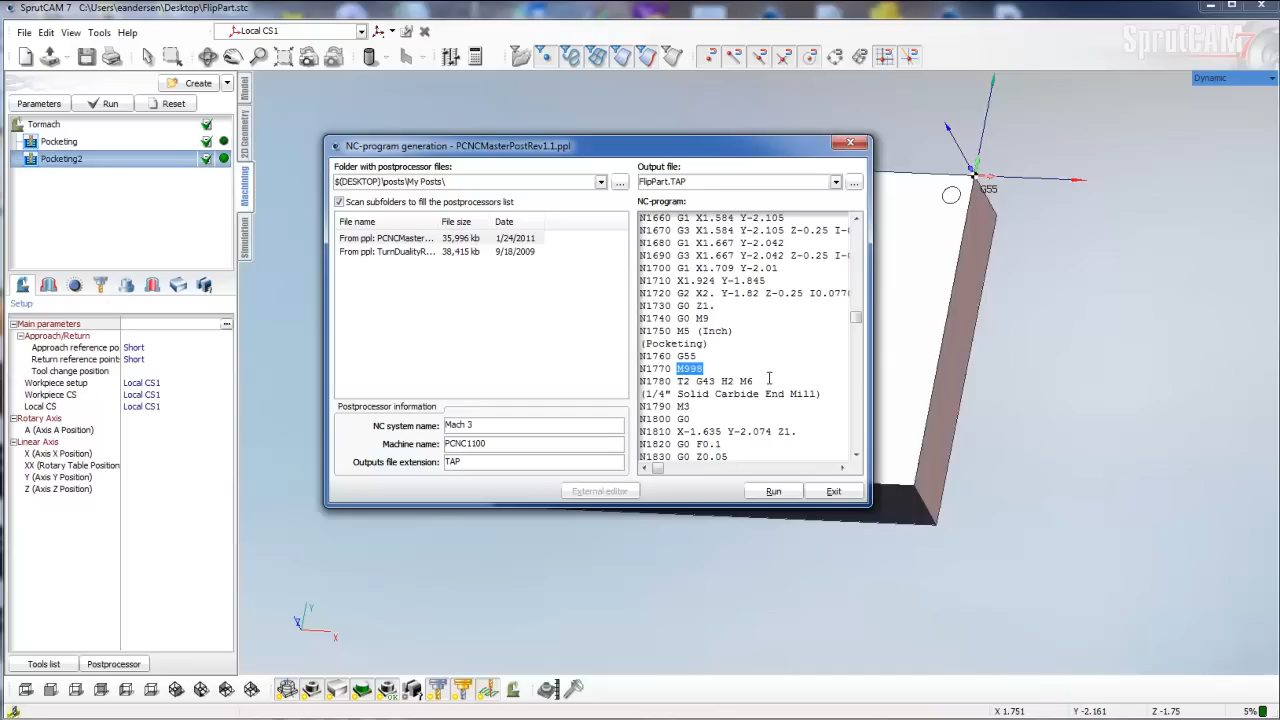 SprutCAM 7 C:\Users\eandersen\Desktop\FlipPart.stc
File Edit View Tools Help
Local CS1
SprutCAM 7
Create
Parameters Run Reset
Tormach
Pocketing
Pocketing2
Model
2D Geometry
Machining
Simulation
Dynamic
G55
Setup
Main parameters
Approach/Return
Approach reference po Short
Return reference point Short
Tool change point Short
Workpiece setup Local CS1
Workpiece CS Local CS1
Local CS Local CS1
Rotary Axis
A (A Axis Position)
Linear Axis
X (Axis X Position)
XX (Rotary Table Position)
Y (Axis Y Position)
Z (Axis Z Position)
Tools list Postprocessor
NC-program generation - PCNCMasterPostRev1.1.ppl
Folder with postprocessor files:
$(DESKTOP)\posts\My Posts\
Scan subfolders to fill the postprocessors list
File name File size Date
From ppl: PCNCMaster... 35,996 kb 1/24/2011
From ppl: TurnDualityR... 38,415 kb 9/18/2009
Postprocessor information
NC system name: Mach 3
Machine name: PCNC1100
Outputs file extension: TAP
Output file:
FlipPart.TAP
NC-program:
N1660 G1 X1.584 Y-2.105
N1670 G3 X1.584 Y-2.105 Z-0.25 I-
N1680 G1 X1.667 Y-2.042
N1690 G3 X1.667 Y-2.042 Z-0.25 I-
N1700 G1 X1.709 Y-2.01
N1710 X1.924 Y-1.845
N1720 G2 X2. Y-1.82 Z-0.25 I0.077
N1730 G0 Z1.
N1740 G0 M9
N1750 M5 (Inch)
(Pocketing)
N1760 G55
N1770 M998
N1780 T2 G43 H2 M6
(1/4" Solid Carbide End Mill)
N1790 M3
N1800 G0
N1810 X-1.635 Y-2.074 Z1.
N1820 G0 F0.1
N1830 G0 Z0.05
External editor Run Exit
Y
Z
X
X 1.751 Y -2.161 Z -1.75 5%